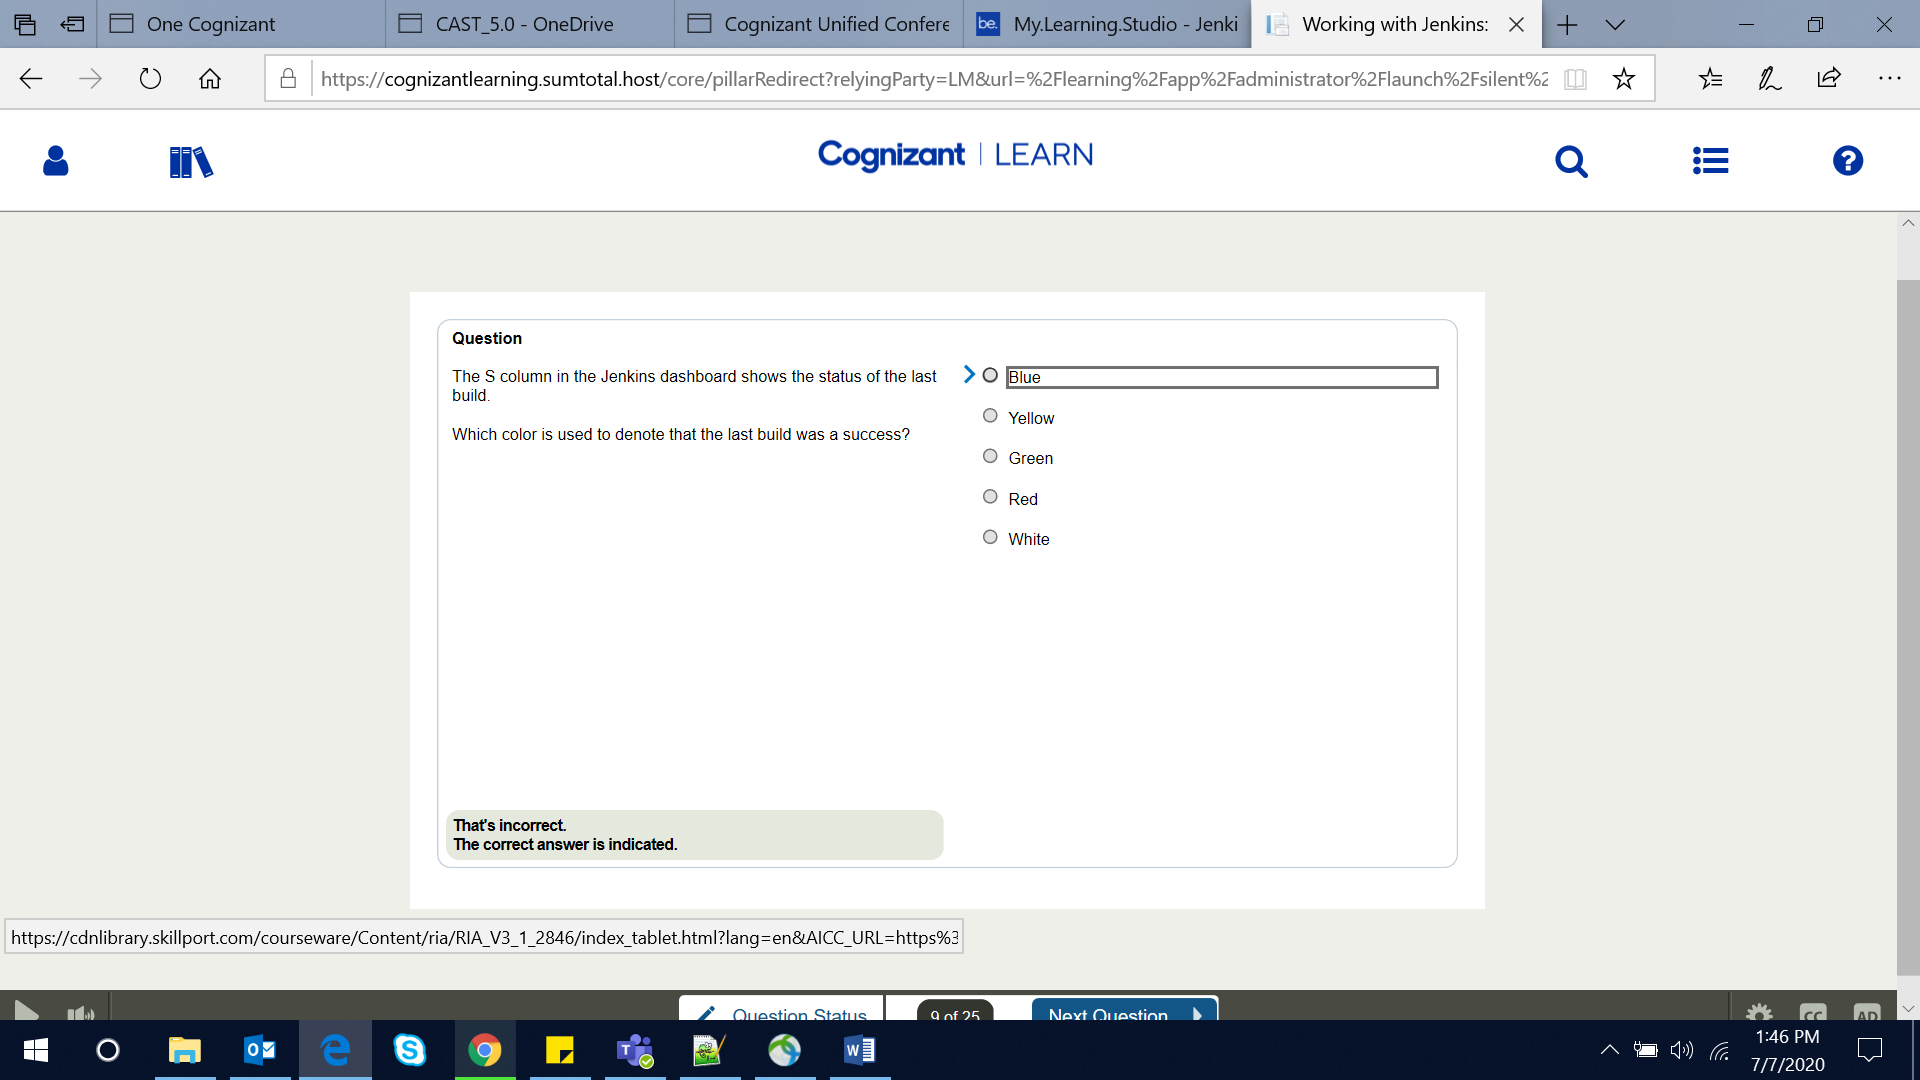 One Cognizant
CAST_5.0 - OneDrive
Cognizant Unified Confere
be. My.Learning.Studio - Jenki
Working with Jenkins:
https://cognizantlearning.sumtotal.host/core/pillarRedirect?relyingParty=LM&url=%2Flearning%2Fapp%2Fadministrator%2Flaunch%2Fsilent%2
Cognizant | LEARN
Question
The S column in the Jenkins dashboard shows the status of the last
build.
Which color is used to denote that the last build was a success?
Blue
Yellow
Green
Red
White
That's incorrect.
The correct answer is indicated.
https://cdnlibrary.skillport.com/courseware/Content/ria/RIA_V3_1_2846/index_tablet.html?lang=en&AICC_URL=https%3
Question Status
9 of 25
Next Question
CC
AD
1:46 PM
7/7/2020